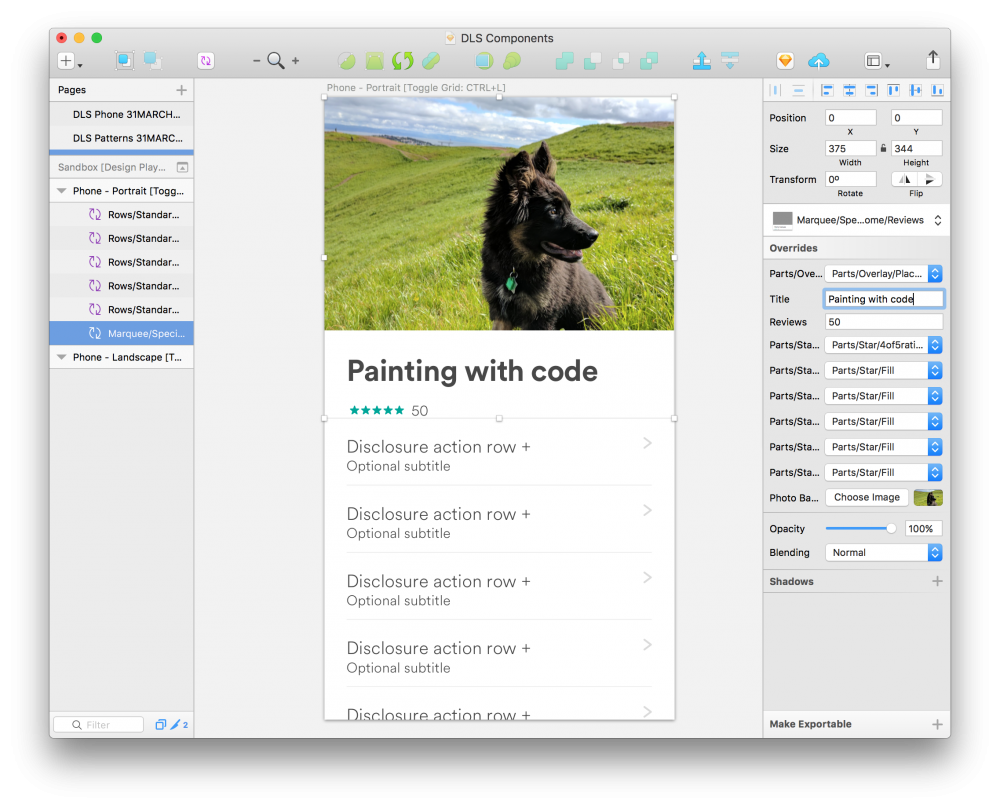 DLS Components
Pages
DLS Phone 31MARCH...
DLS Patterns 31MARC...
Sandbox [Design Play...
Phone - Portrait [Togg...
Rows/Standar...
Rows/Standar...
Rows/Standar...
Rows/Standar...
Rows/Standar...
Marquee/Speci...
Phone - Landscape [T...
Filter
2
Phone - Portrait [Toggle Grid: CTRL+L]
Painting with code
50
Disclosure action row +
Optional subtitle
Disclosure action row +
Optional subtitle
Disclosure action row +
Optional subtitle
Disclosure action row +
Optional subtitle
Disclosure action row +
Position 0 0
X Y
Size 375 344
Width Height
Transform 0º
Rotate Flip
Marquee/Spe...ome/Reviews
Overrides
Parts/Ove... Parts/Overlay/Plac...
Title Painting with code
Reviews 50
Parts/Sta... Parts/Star/4of5rati...
Parts/Sta... Parts/Star/Fill
Parts/Sta... Parts/Star/Fill
Parts/Sta... Parts/Star/Fill
Parts/Sta... Parts/Star/Fill
Parts/Sta... Parts/Star/Fill
Photo Ba... Choose Image
Opacity 100%
Blending Normal
Shadows
Make Exportable